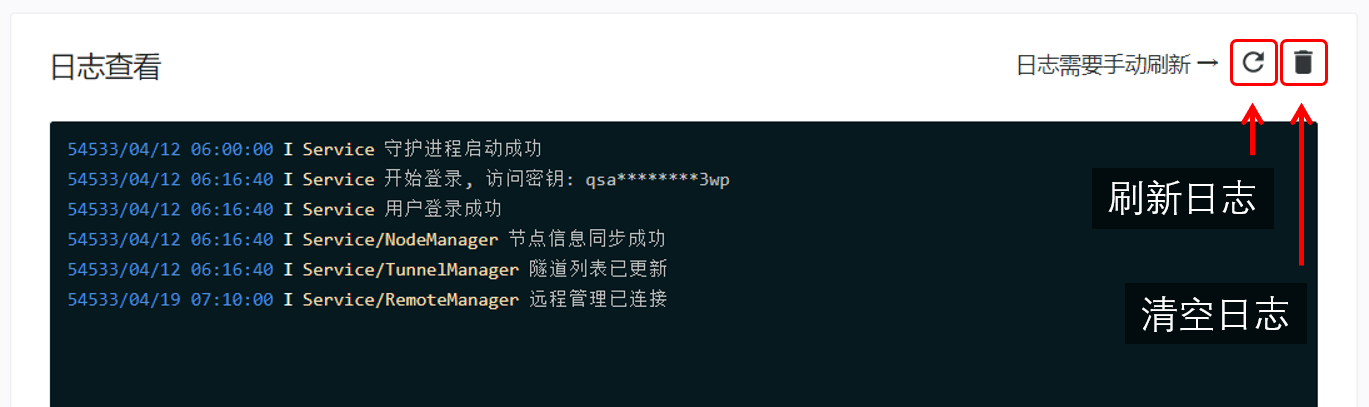 日志查看
日志需要手动刷新 →
54533/04/12 06:00:00 I Service 守护进程启动成功
54533/04/12 06:16:40 I Service 开始登录, 访问密钥: qsa********3wp
54533/04/12 06:16:40 I Service 用户登录成功
54533/04/12 06:16:40 I Service/NodeManager 节点信息同步成功
54533/04/12 06:16:40 I Service/TunnelManager 隧道列表已更新
54533/04/19 07:10:00 I Service/RemoteManager 远程管理已连接
刷新日志
清空日志